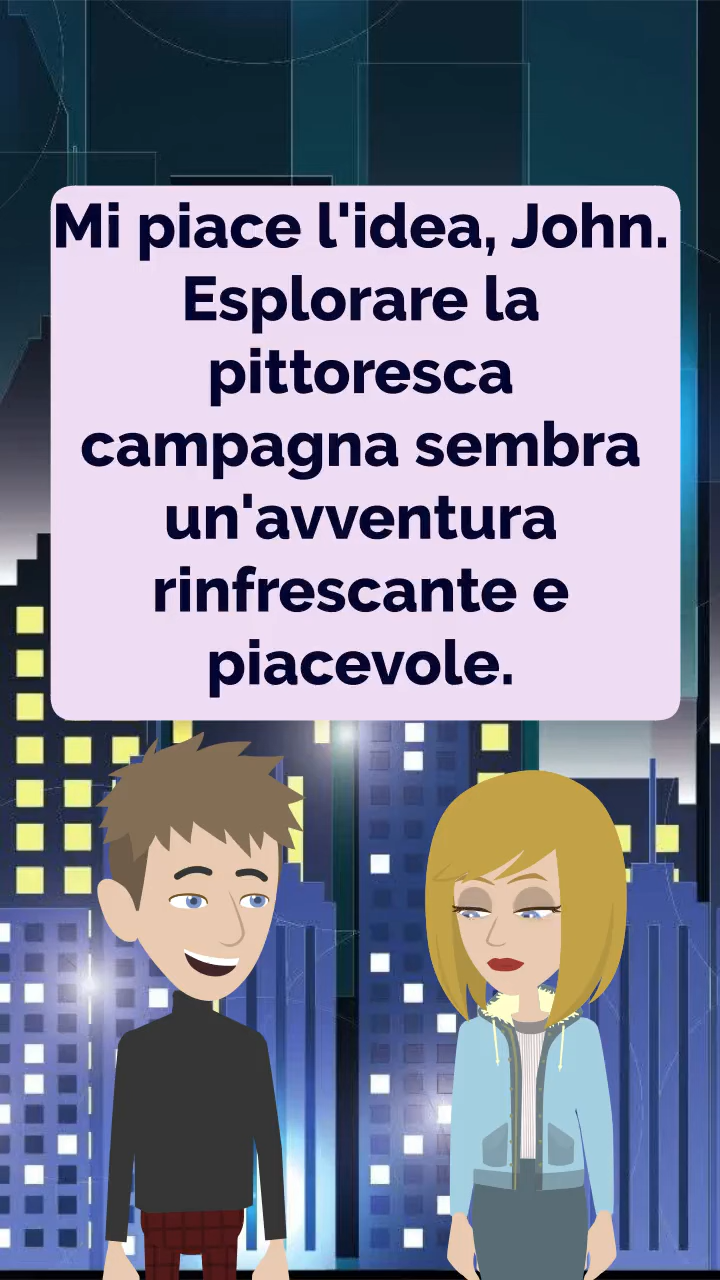 Mi piace l'idea, John.
Esplorare la
pittoresca
campagna sembra
un'avventura
rinfrescante e
piacevole.